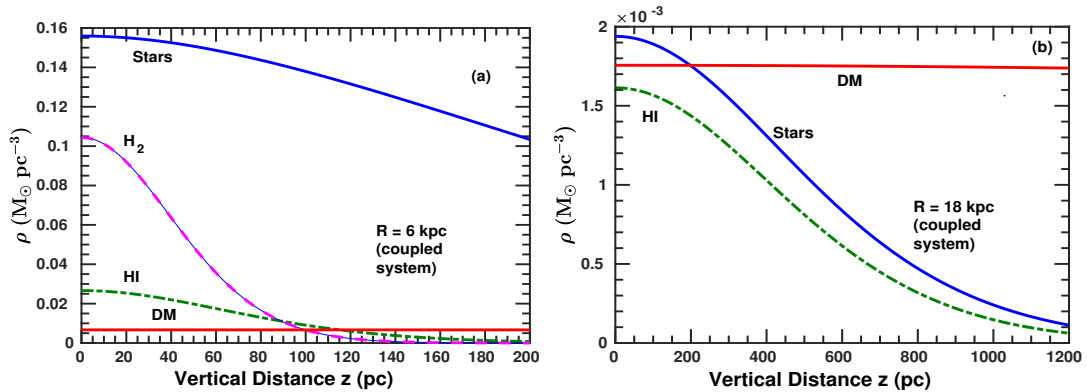 0.16
0.14
0.12
0.1
0.08
0.06
0.04
0.02
0
ρ (M⊙ pc−3)
Stars
(a)
H2
R = 6 kpc
(coupled
system)
HI
DM
0 20 40 60 80 100 120 140 160 180 200
Vertical Distance z (pc)
×10 -3
2
1.5
1
0.5
0
ρ (M⊙ pc−3)
(b)
DM
HI
Stars
R = 18 kpc
(coupled
system)
0 200 400 600 800 1000 1200
Vertical Distance z (pc)